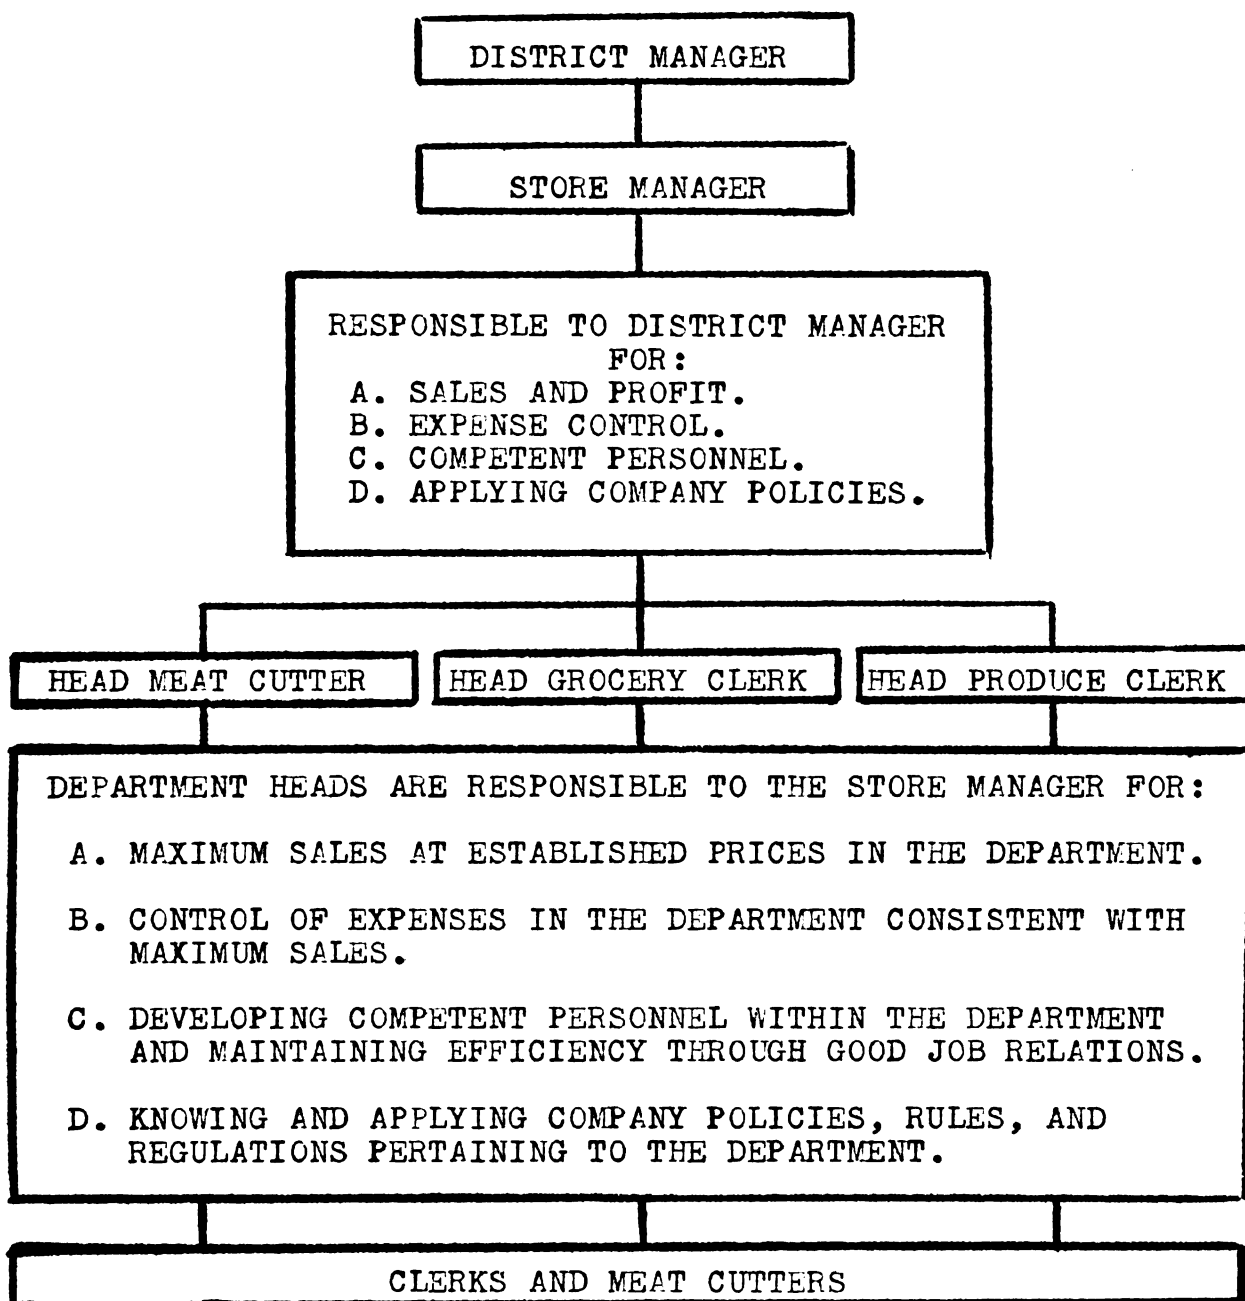 DISTRICT MANAGER
STORE MANAGER
RESPONSIBLE TO DISTRICT MANAGER
FOR:
A. SALES AND PROFIT.
B. EXPENSE CONTROL.
C. COMPETENT PERSONNEL.
D. APPLYING COMPANY POLICIES.
HEAD MEAT CUTTER
HEAD GROCERY CLERK
HEAD PRODUCE CLERK
DEPARTMENT HEADS ARE RESPONSIBLE TO THE STORE MANAGER FOR:
A. MAXIMUM SALES AT ESTABLISHED PRICES IN THE DEPARTMENT.
B. CONTROL OF EXPENSES IN THE DEPARTMENT CONSISTENT WITH
MAXIMUM SALES.
C. DEVELOPING COMPETENT PERSONNEL WITHIN THE DEPARTMENT
AND MAINTAINING EFFICIENCY THROUGH GOOD JOB RELATIONS.
D. KNOWING AND APPLYING COMPANY POLICIES, RULES, AND
REGULATIONS PERTAINING TO THE DEPARTMENT.
CLERKS AND MEAT CUTTERS